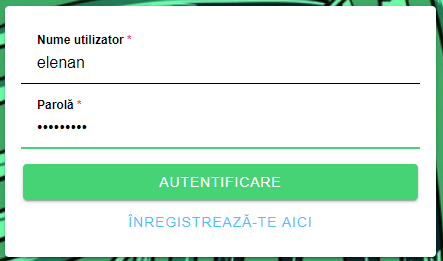 Nume utilizator *
elenan
Parolă *
•••••••••
AUTENTIFICARE
ÎNREGISTREAZĂ-TE AICI